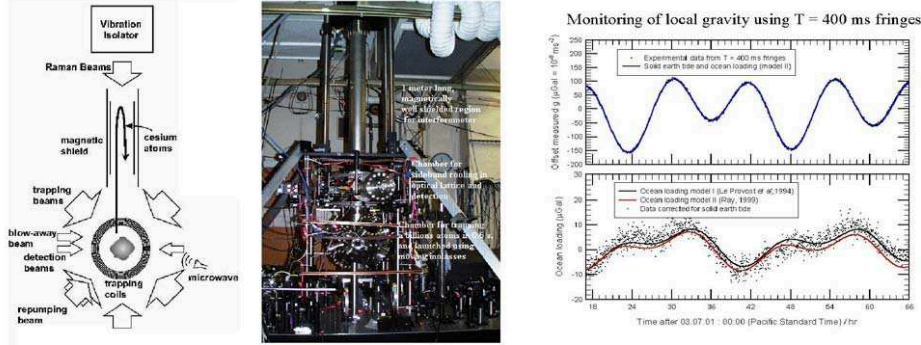 Vibration
Isolator
Raman Beams
magnetic
shield
cesium
atoms
trapping
beams
blow-away
beam
detection
beams
trapping
coils
microwave
repumping
beam
1 meter long,
magnetically
well shielded region
for interferometer
Chamber for
sideband cooling in
optical lattice and
detection
Chamber for trapping
and launched using
moving molasses
Monitoring of local gravity using T = 400 ms fringes
Offset measured g (μGal = 10⁻⁸ ms⁻²)
250
200
150
100
50
0
-50
-100
-150
-200
Experimental data from T = 400 ms fringes
Solid earth tide and ocean loading (model II)
Ocean loading (μGal)
30
20
10
0
-10
-20
Ocean loading model I (Le Provost et al, 1994)
Ocean loading model II (Ray, 1999)
Data corrected for solid earth tide
18 24 30 36 42 48 54 60 66
Time after 03.07.01 : 00:00 (Pacific Standard Time) / hr